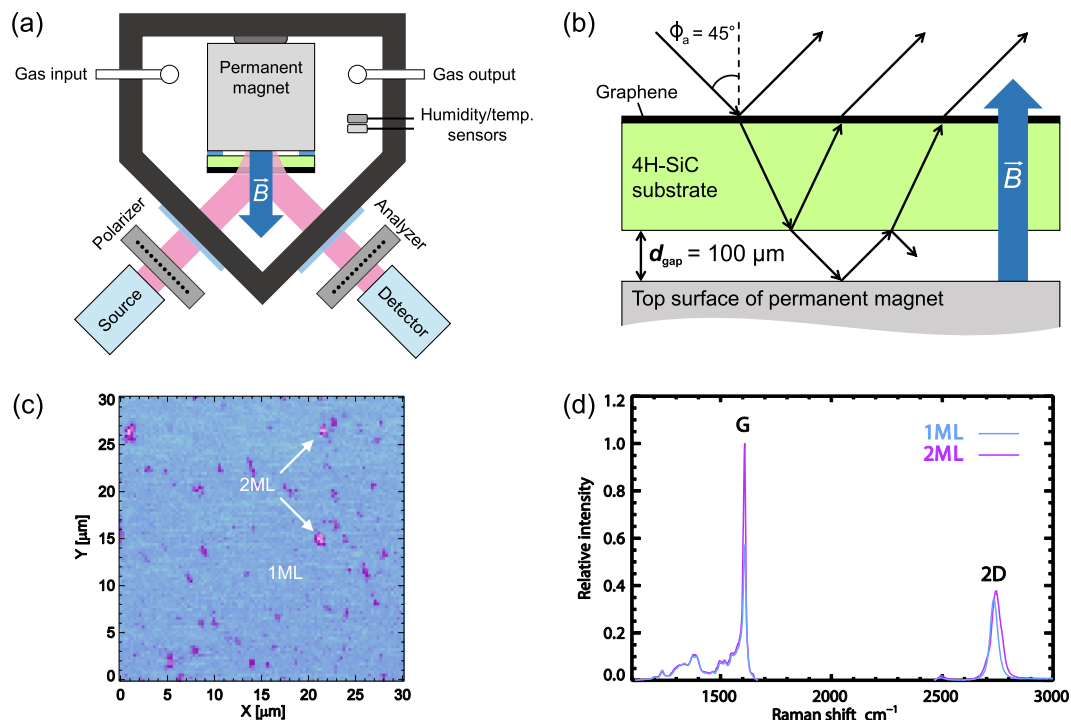 (a)
Gas input
Permanent
magnet
Gas output
Humidity/temp.
sensors
B
Polarizer
Analyzer
Source
Detector
(b)
ϕa = 45°
Graphene
4H-SiC
substrate
B
dgap = 100 μm
Top surface of permanent magnet
(c)
30
25
20
15
10
5
0
Y [μm]
2ML
1ML
0 5 10 15 20 25 30
X [μm]
(d)
1.2
1.0
0.8
0.6
0.4
0.2
0.0
Relative intensity
G
1ML
2ML
2D
1500 2000 2500 3000
Raman shift cm⁻¹